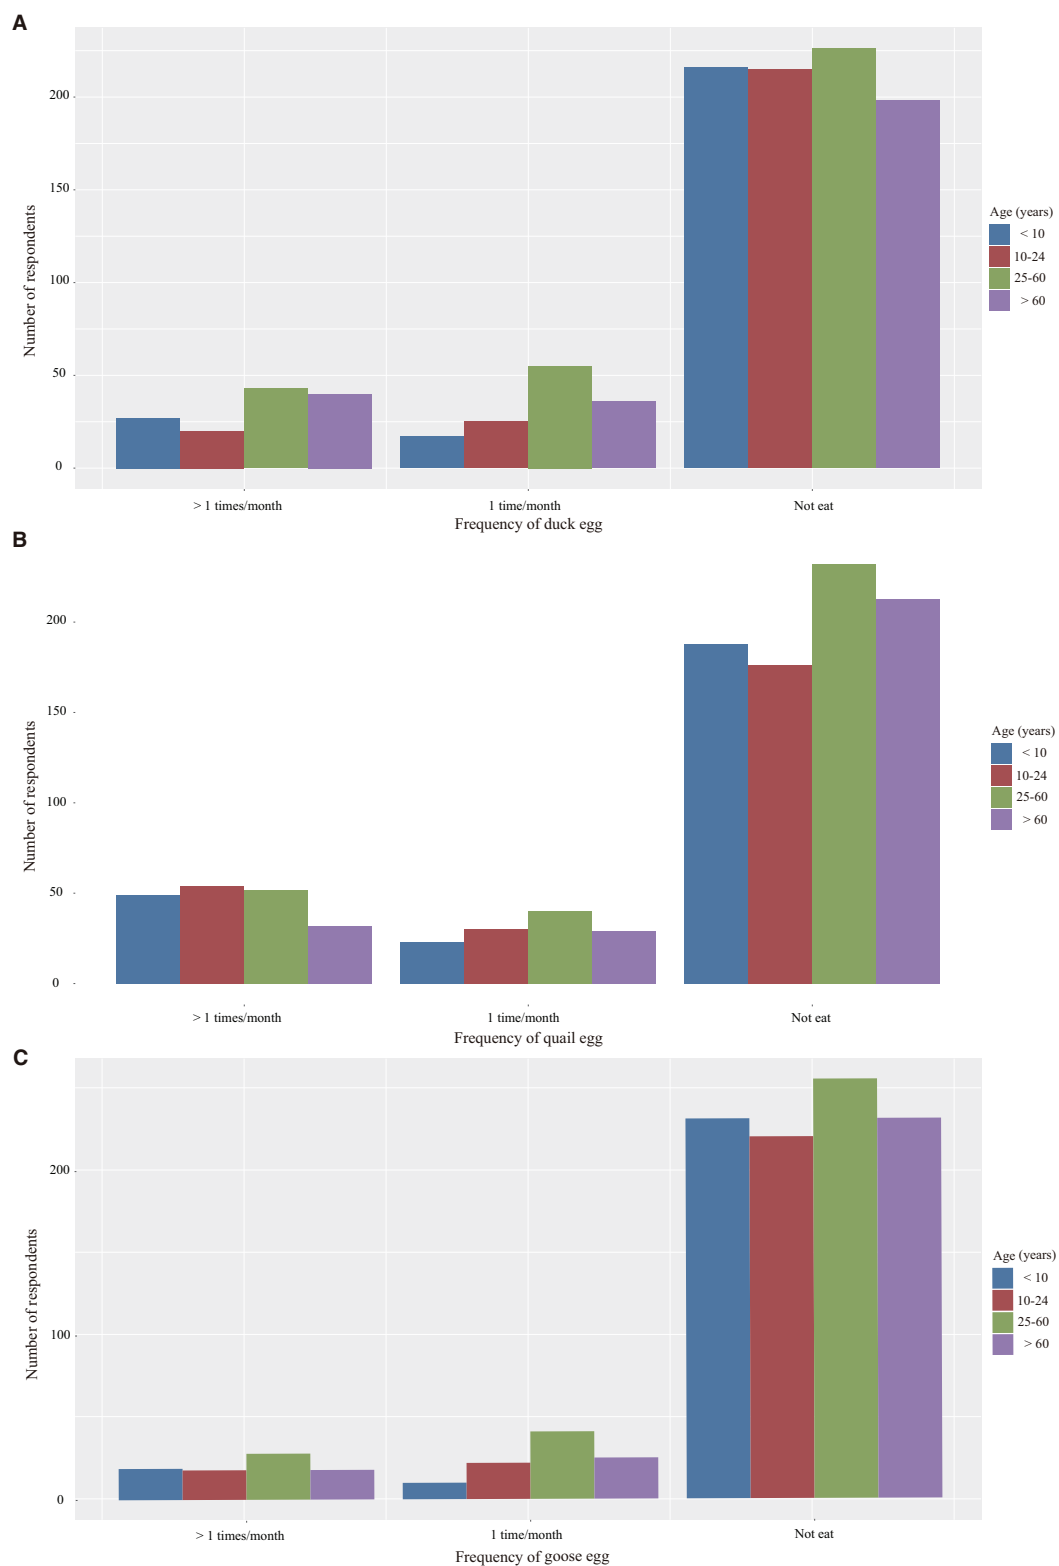 A
Number of respondents
200
150
100
50
0
> 1 times/month
1 time/month
Not eat
Frequency of duck egg
Age (years)
< 10
10-24
25-60
> 60
B
Number of respondents
200
150
100
50
0
> 1 times/month
1 time/month
Not eat
Frequency of quail egg
Age (years)
< 10
10-24
25-60
> 60
C
Number of respondents
200
100
0
> 1 times/month
1 time/month
Not eat
Frequency of goose egg
Age (years)
< 10
10-24
25-60
> 60